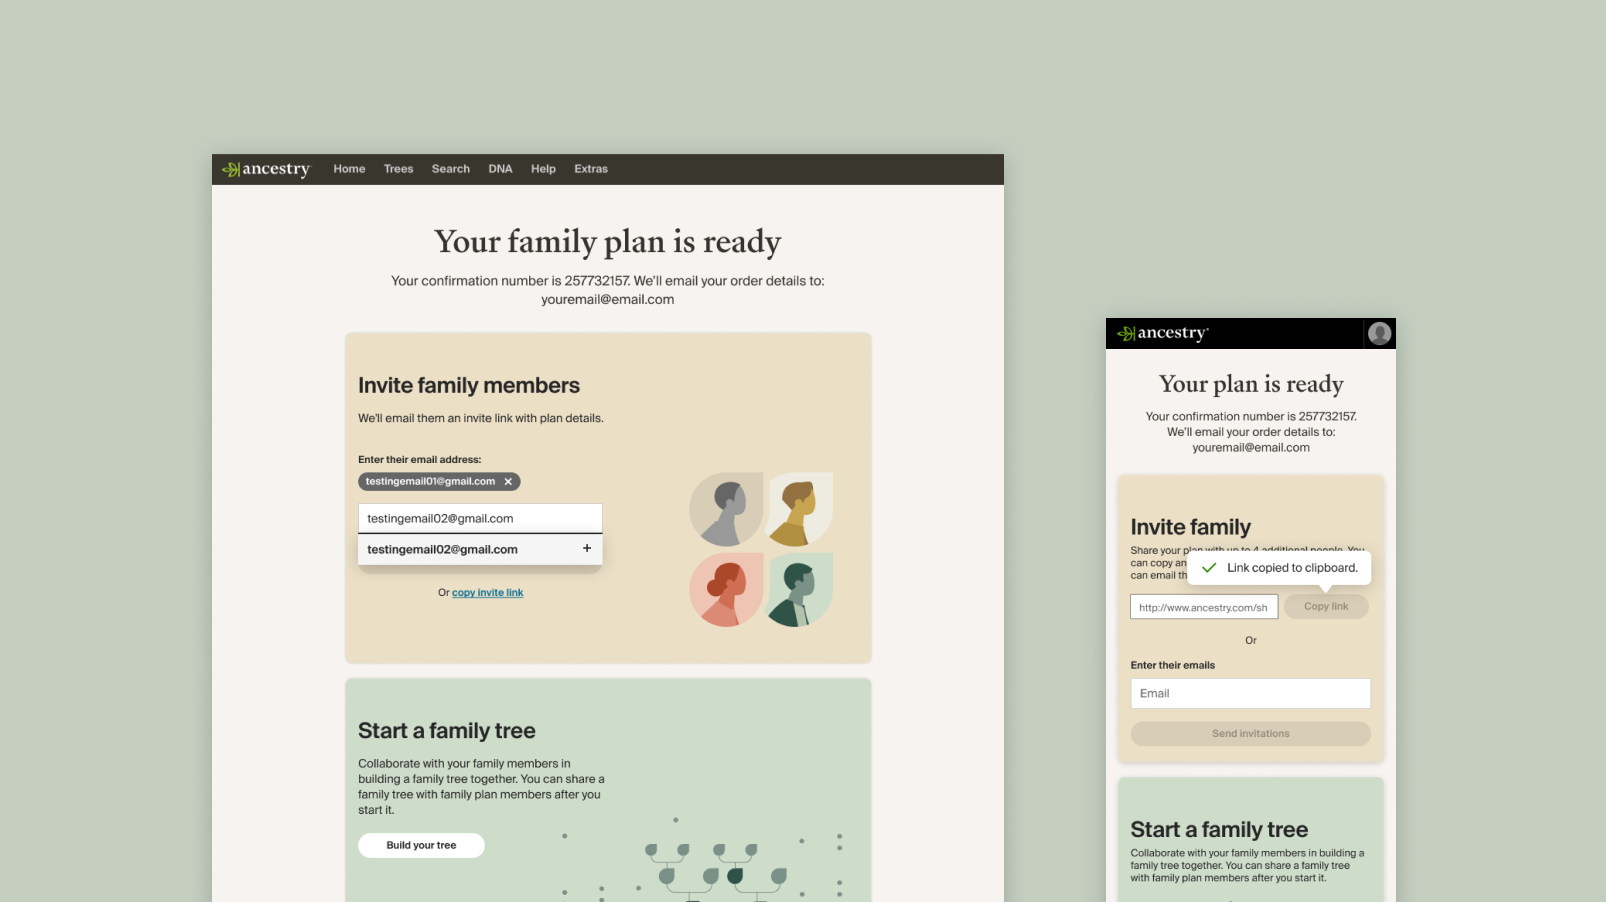 ancestry
Home Trees Search DNA Help Extras
Your family plan is ready
Your confirmation number is 257732157. We'll email your order details to:
youremail@email.com
Invite family members
We'll email them an invite link with plan details.
Enter their email address:
testingemail01@gmail.com ✕
testingemail02@gmail.com
testingemail02@gmail.com +
Or copy invite link
Start a family tree
Collaborate with your family members in
building a family tree together. You can share a
family tree with family plan members after you
start it.
Build your tree
ancestry
Your plan is ready
Your confirmation number is 257732157.
We'll email your order details to:
youremail@email.com
Invite family
Share your plan with up to 4 additional people. You
can copy an
can email th
Link copied to clipboard.
http://www.ancestry.com/sh
Copy link
Or
Enter their emails
Email
Send invitations
Start a family tree
Collaborate with your family members in building a
family tree together. You can share a family tree
with family plan members after you start it.